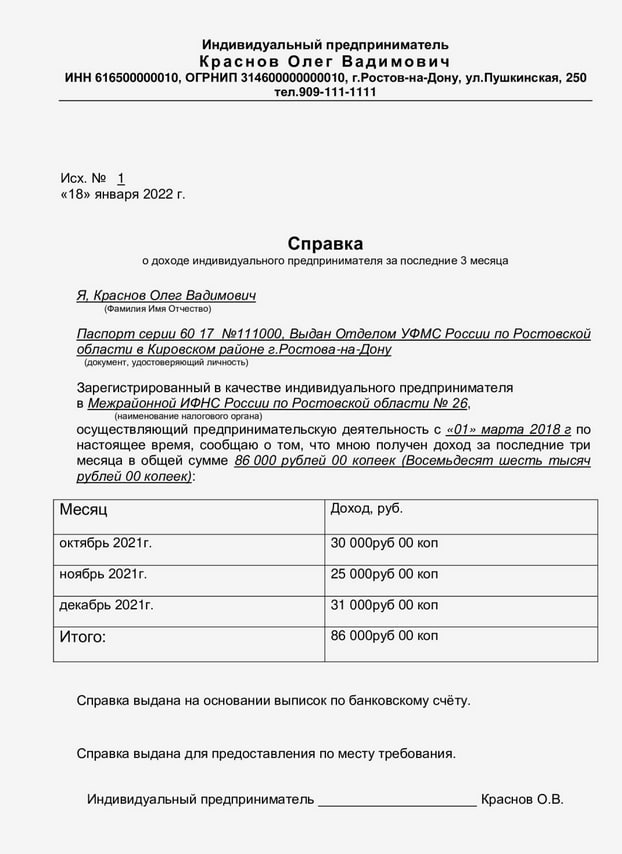 Индивидуальный предприниматель
Краснов Олег Вадимович
ИНН 616500000010, ОГРНИП 314600000000010, г.Ростов-на-Дону, ул.Пушкинская, 250
тел.909-111-1111
Исх. № 1
«18» января 2022 г.
Справка
о доходе индивидуального предпринимателя за последние 3 месяца
Я, Краснов Олег Вадимович
(Фамилия Имя Отчество)
Паспорт серии 60 17 №111000, Выдан Отделом УФМС России по Ростовской
области в Кировском районе г.Ростова-на-Дону
(документ, удостоверяющий личность)
Зарегистрированный в качестве индивидуального предпринимателя
в Межрайонной ИФНС России по Ростовской области № 26,
(наименование налогового органа)
осуществляющий предпринимательскую деятельность с «01» марта 2018 г по
настоящее время, сообщаю о том, что мною получен доход за последние три
месяца в общей сумме 86 000 рублей 00 копеек (Восемьдесят шесть тысяч
рублей 00 копеек):
Месяц Доход, руб.
октябрь 2021г. 30 000руб 00 коп
ноябрь 2021г. 25 000руб 00 коп
декабрь 2021г. 31 000руб 00 коп
Итого: 86 000руб 00 коп
Справка выдана на основании выписок по банковскому счёту.
Справка выдана для предоставления по месту требования.
Индивидуальный предприниматель ______________________ Краснов О.В.